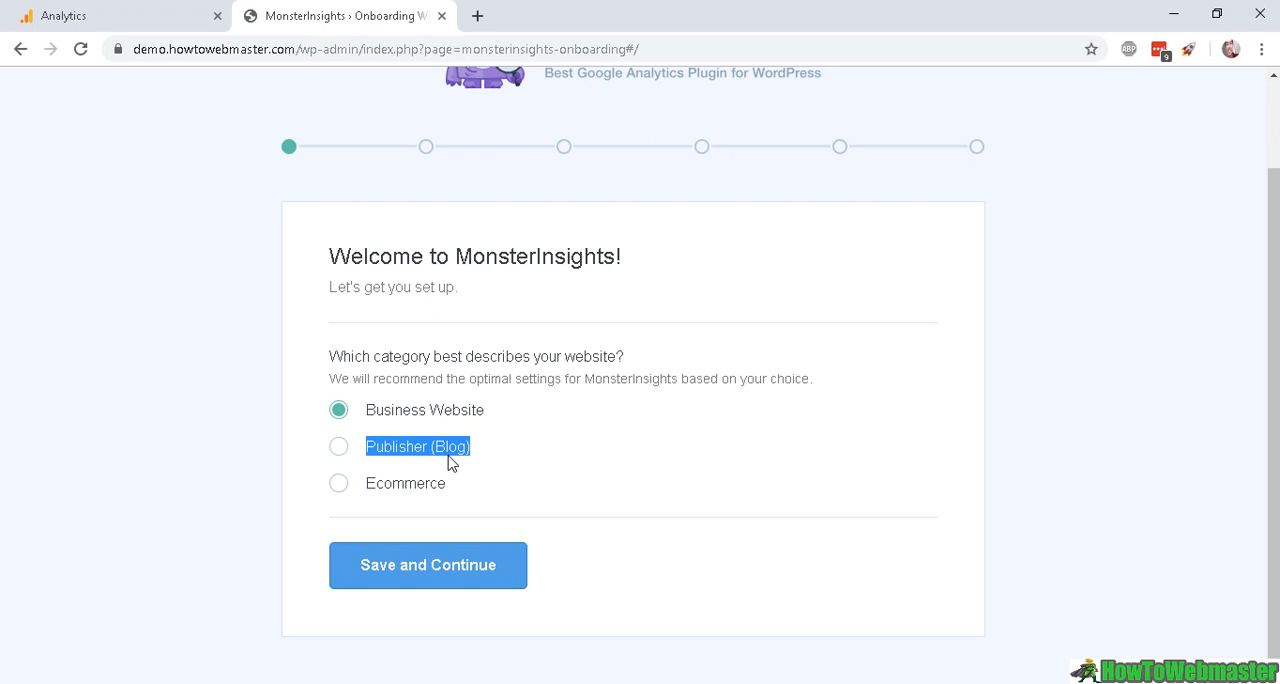 Analytics
MonsterInsights › Onboarding W
demo.howtowebmaster.com/wp-admin/index.php?page=monsterinsights-onboarding#/
ABP
9
Best Google Analytics Plugin for WordPress
Welcome to MonsterInsights!
Let's get you set up.
Which category best describes your website?
We will recommend the optimal settings for MonsterInsights based on your choice.
Business Website
Publisher (Blog)
Ecommerce
Save and Continue
HowToWebmaster